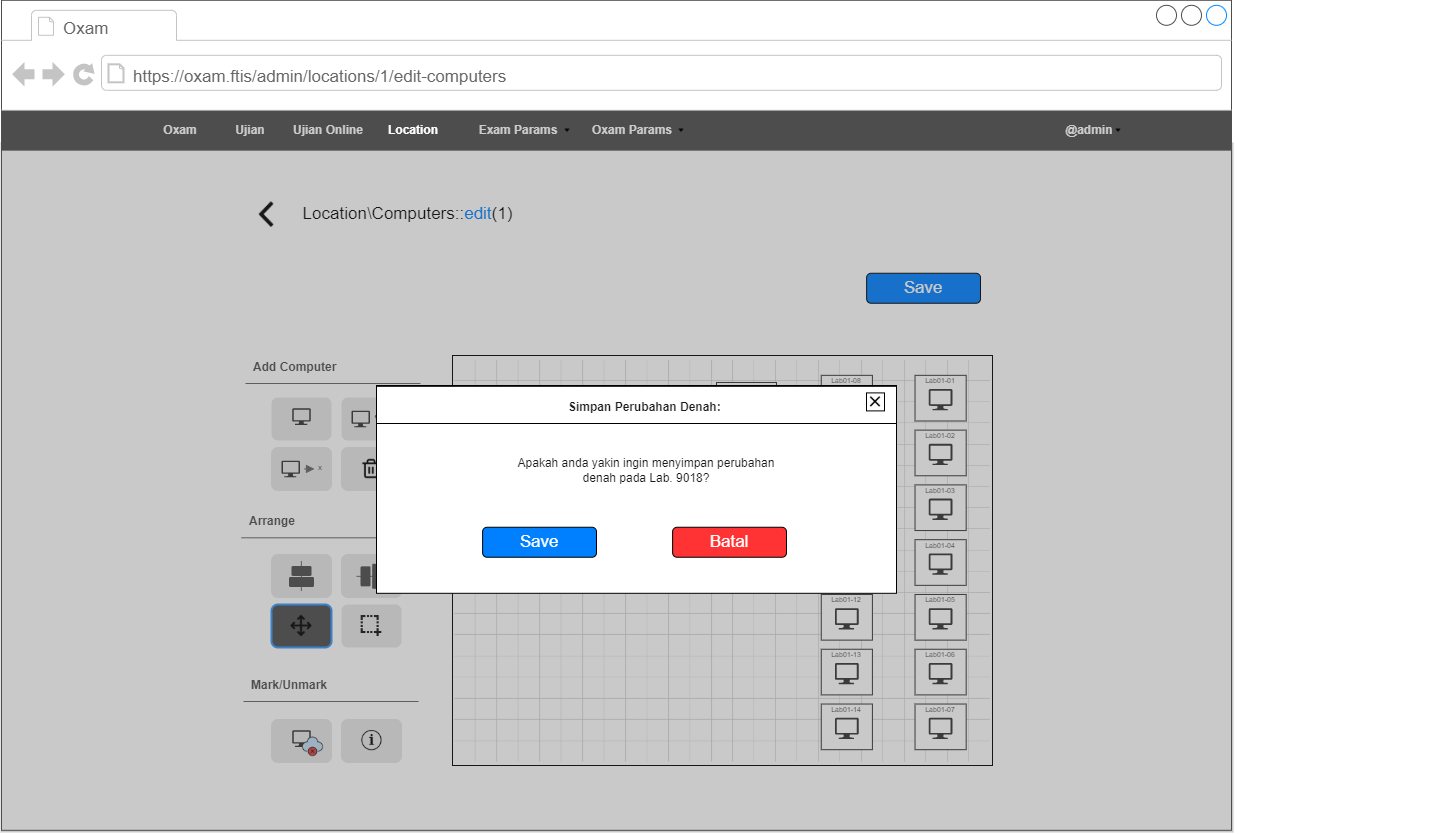 Oxam
https://oxam.ftis/admin/locations/1/edit-computers
Oxam Ujian Ujian Online Location Exam Params Oxam Params @admin
Location\Computers::edit(1)
Save
Add Computer
Lab01-08 Lab01-01
Simpan Perubahan Denah:
Lab01-02
x
Apakah anda yakin ingin menyimpan perubahan
denah pada Lab. 9018?
Lab01-03
Arrange
Save Batal
Lab01-04
Lab01-12 Lab01-05
Lab01-13 Lab01-06
Mark/Unmark
Lab01-14 Lab01-07